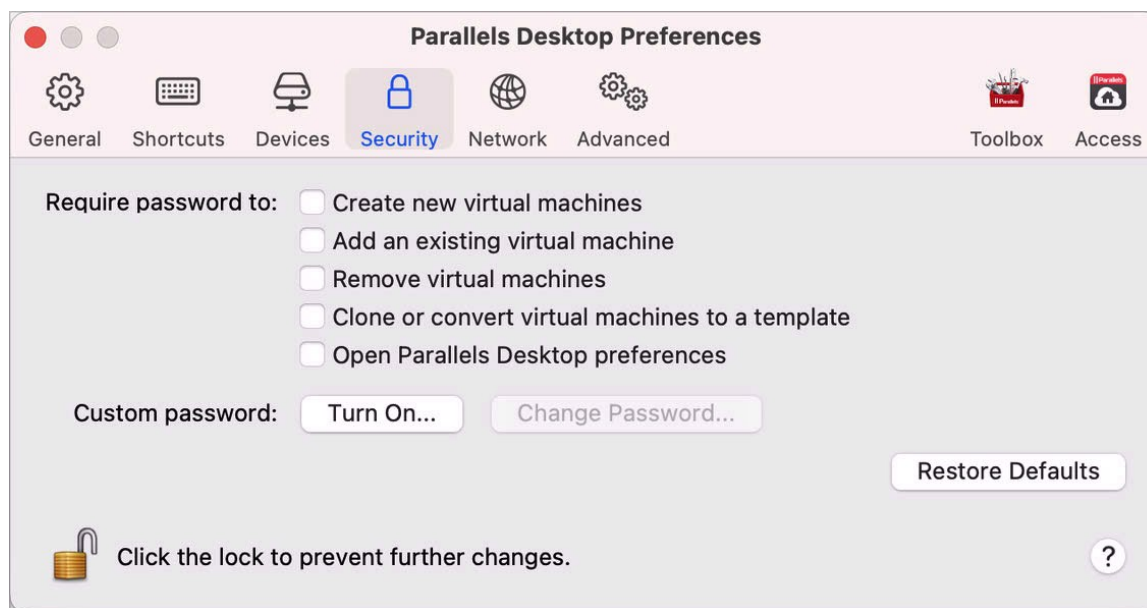 Parallels Desktop Preferences
|| Parallels
|| Parallels
General Shortcuts Devices Security Network Advanced Toolbox Access
Require password to: Create new virtual machines
Add an existing virtual machine
Remove virtual machines
Clone or convert virtual machines to a template
Open Parallels Desktop preferences
Custom password: Turn On... Change Password...
Restore Defaults
Click the lock to prevent further changes. ?